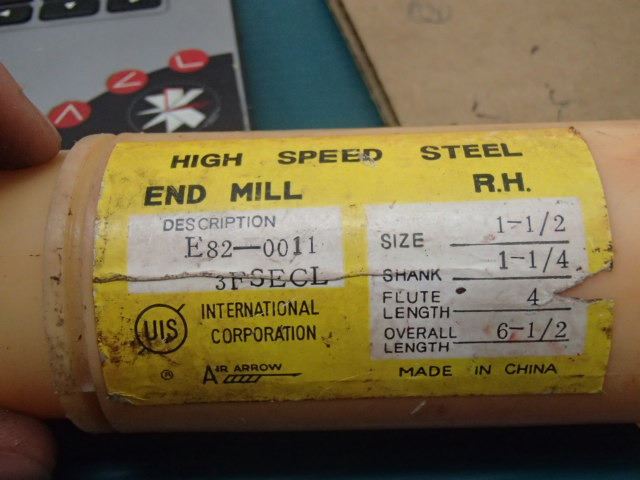 HIGH SPEED STEEL
END MILL R.H.
DESCRIPTION
E82-0011
3FSECL
SIZE 1-1/2
SHANK 1-1/4
FLUTE LENGTH 4
OVERALL LENGTH 6-1/2
UIS
INTERNATIONAL
CORPORATION
® AIR ARROW
MADE IN CHINA